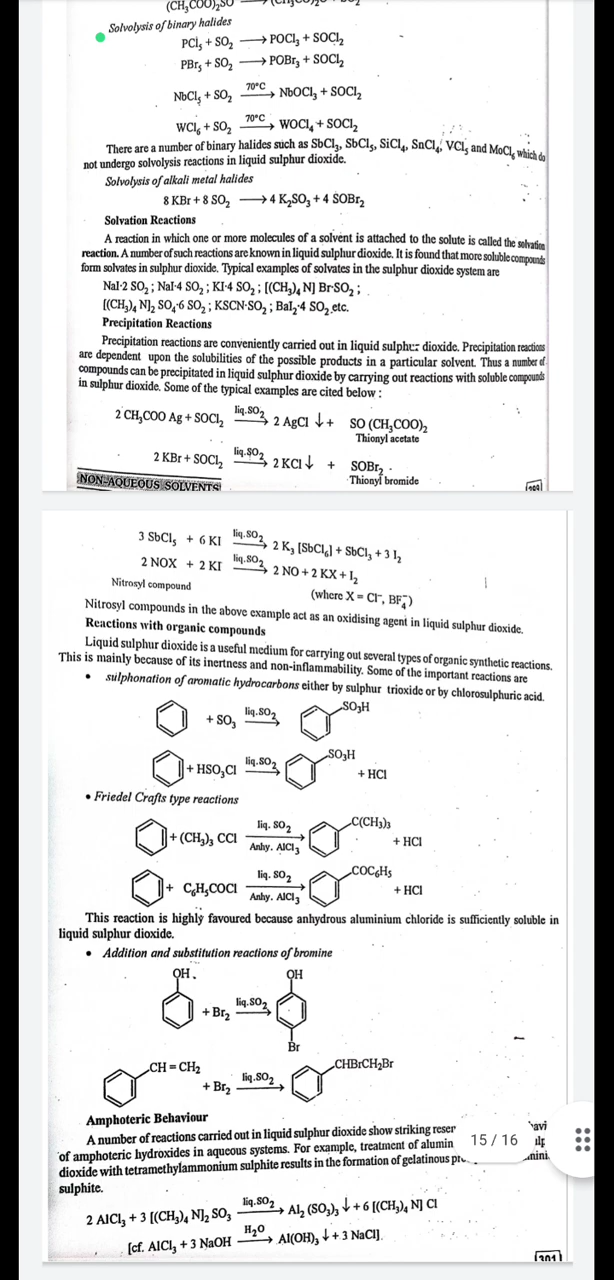 (CH₃COO)₂SO
Solvolysis of binary halides
PCl₅ + SO₂ ⟶ POCl₃ + SOCl₂
PBr₅ + SO₂ ⟶ POBr₃ + SOCl₂
NbCl₅ + SO₂ 70°C⟶ NbOCl₃ + SOCl₂
WCl₆ + SO₂ 70°C⟶ WOCl₄ + SOCl₂
There are a number of binary halides such as SbCl₃, SbCl₅, SiCl₄, SnCl₄, VCl₅ and MoCl₆ which do
not undergo solvolysis reactions in liquid sulphur dioxide.
Solvolysis of alkali metal halides
8 KBr + 8 SO₂ ⟶ 4 K₂SO₃ + 4 SOBr₂
Solvation Reactions
A reaction in which one or more molecules of a solvent is attached to the solute is called the solvation
reaction. A number of such reactions are known in liquid sulphur dioxide. It is found that more soluble compounds
form solvates in sulphur dioxide. Typical examples of solvates in the sulphur dioxide system are
NaI·2 SO₂ ; NaI·4 SO₂ ; KI·4 SO₂ ; [(CH₃)₄ N] Br·SO₂ ;
[(CH₃)₄ N]₂ SO₄·6 SO₂ ; KSCN·SO₂ ; BaI₂·4 SO₂ etc.
Precipitation Reactions
Precipitation reactions are conveniently carried out in liquid sulphur dioxide. Precipitation reactions
are dependent upon the solubilities of the possible products in a particular solvent. Thus a number of
compounds can be precipitated in liquid sulphur dioxide by carrying out reactions with soluble compounds
in sulphur dioxide. Some of the typical examples are cited below :
2 CH₃COO Ag + SOCl₂ liq.SO₂⟶ 2 AgCl ↓ + SO (CH₃COO)₂
Thionyl acetate
2 KBr + SOCl₂ liq.SO₂⟶ 2 KCl ↓ + SOBr₂
Thionyl bromide
NON-AQUEOUS SOLVENTS
3 SbCl₅ + 6 KI liq.SO₂⟶ 2 K₃ [SbCl₆] + SbCl₃ + 3 I₂
2 NOX + 2 KI liq.SO₂⟶ 2 NO + 2 KX + I₂
Nitrosyl compound (where X = Cl⁻, BF₄⁻)
Nitrosyl compounds in the above example act as an oxidising agent in liquid sulphur dioxide.
Reactions with organic compounds
Liquid sulphur dioxide is a useful medium for carrying out several types of organic synthetic reactions.
This is mainly because of its inertness and non-inflammability. Some of the important reactions are
• sulphonation of aromatic hydrocarbons either by sulphur trioxide or by chlorosulphuric acid.
+ SO₃ liq.SO₂⟶ SO₃H
+ HSO₃Cl liq.SO₂⟶ SO₃H + HCl
• Friedel Crafts type reactions
+ (CH₃)₃ CCl liq. SO₂⟶ Anhy. AlCl₃ C(CH₃)₃ + HCl
+ C₆H₅COCl liq. SO₂⟶ Anhy. AlCl₃ COC₆H₅ + HCl
This reaction is highly favoured because anhydrous aluminium chloride is sufficiently soluble in
liquid sulphur dioxide.
• Addition and substitution reactions of bromine
OH + Br₂ liq.SO₂⟶ OH
Br
CH = CH₂ + Br₂ liq.SO₂⟶ CHBrCH₂Br
Amphoteric Behaviour
A number of reactions carried out in liquid sulphur dioxide show striking
of amphoteric hydroxides in aqueous systems. For example, treatment of
dioxide with tetramethylammonium sulphite results in the formation of gelatinous
sulphite.
15 / 16
2 AlCl₃ + 3 [(CH₃)₄ N]₂ SO₃ liq.SO₂⟶ Al₂ (SO₃)₃ ↓ + 6 [(CH₃)₄ N] Cl
[cf. AlCl₃ + 3 NaOH H₂O⟶ Al(OH)₃ ↓ + 3 NaCl].
301